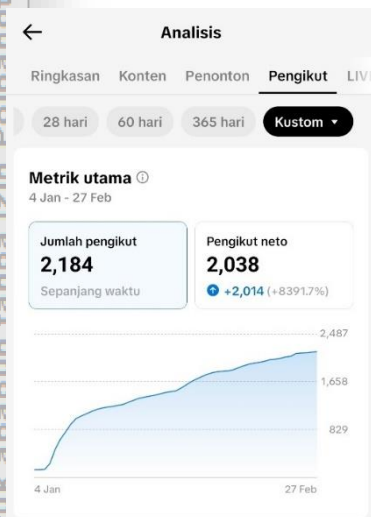 Analisis
Ringkasan Konten Penonton Pengikut LIV
28 hari 60 hari 365 hari Kustom
Metrik utama
4 Jan - 27 Feb
Jumlah pengikut
2,184
Sepanjang waktu
Pengikut neto
2,038
+2,014 (+8391.7%)
2,487
1,658
829
4 Jan 27 Feb